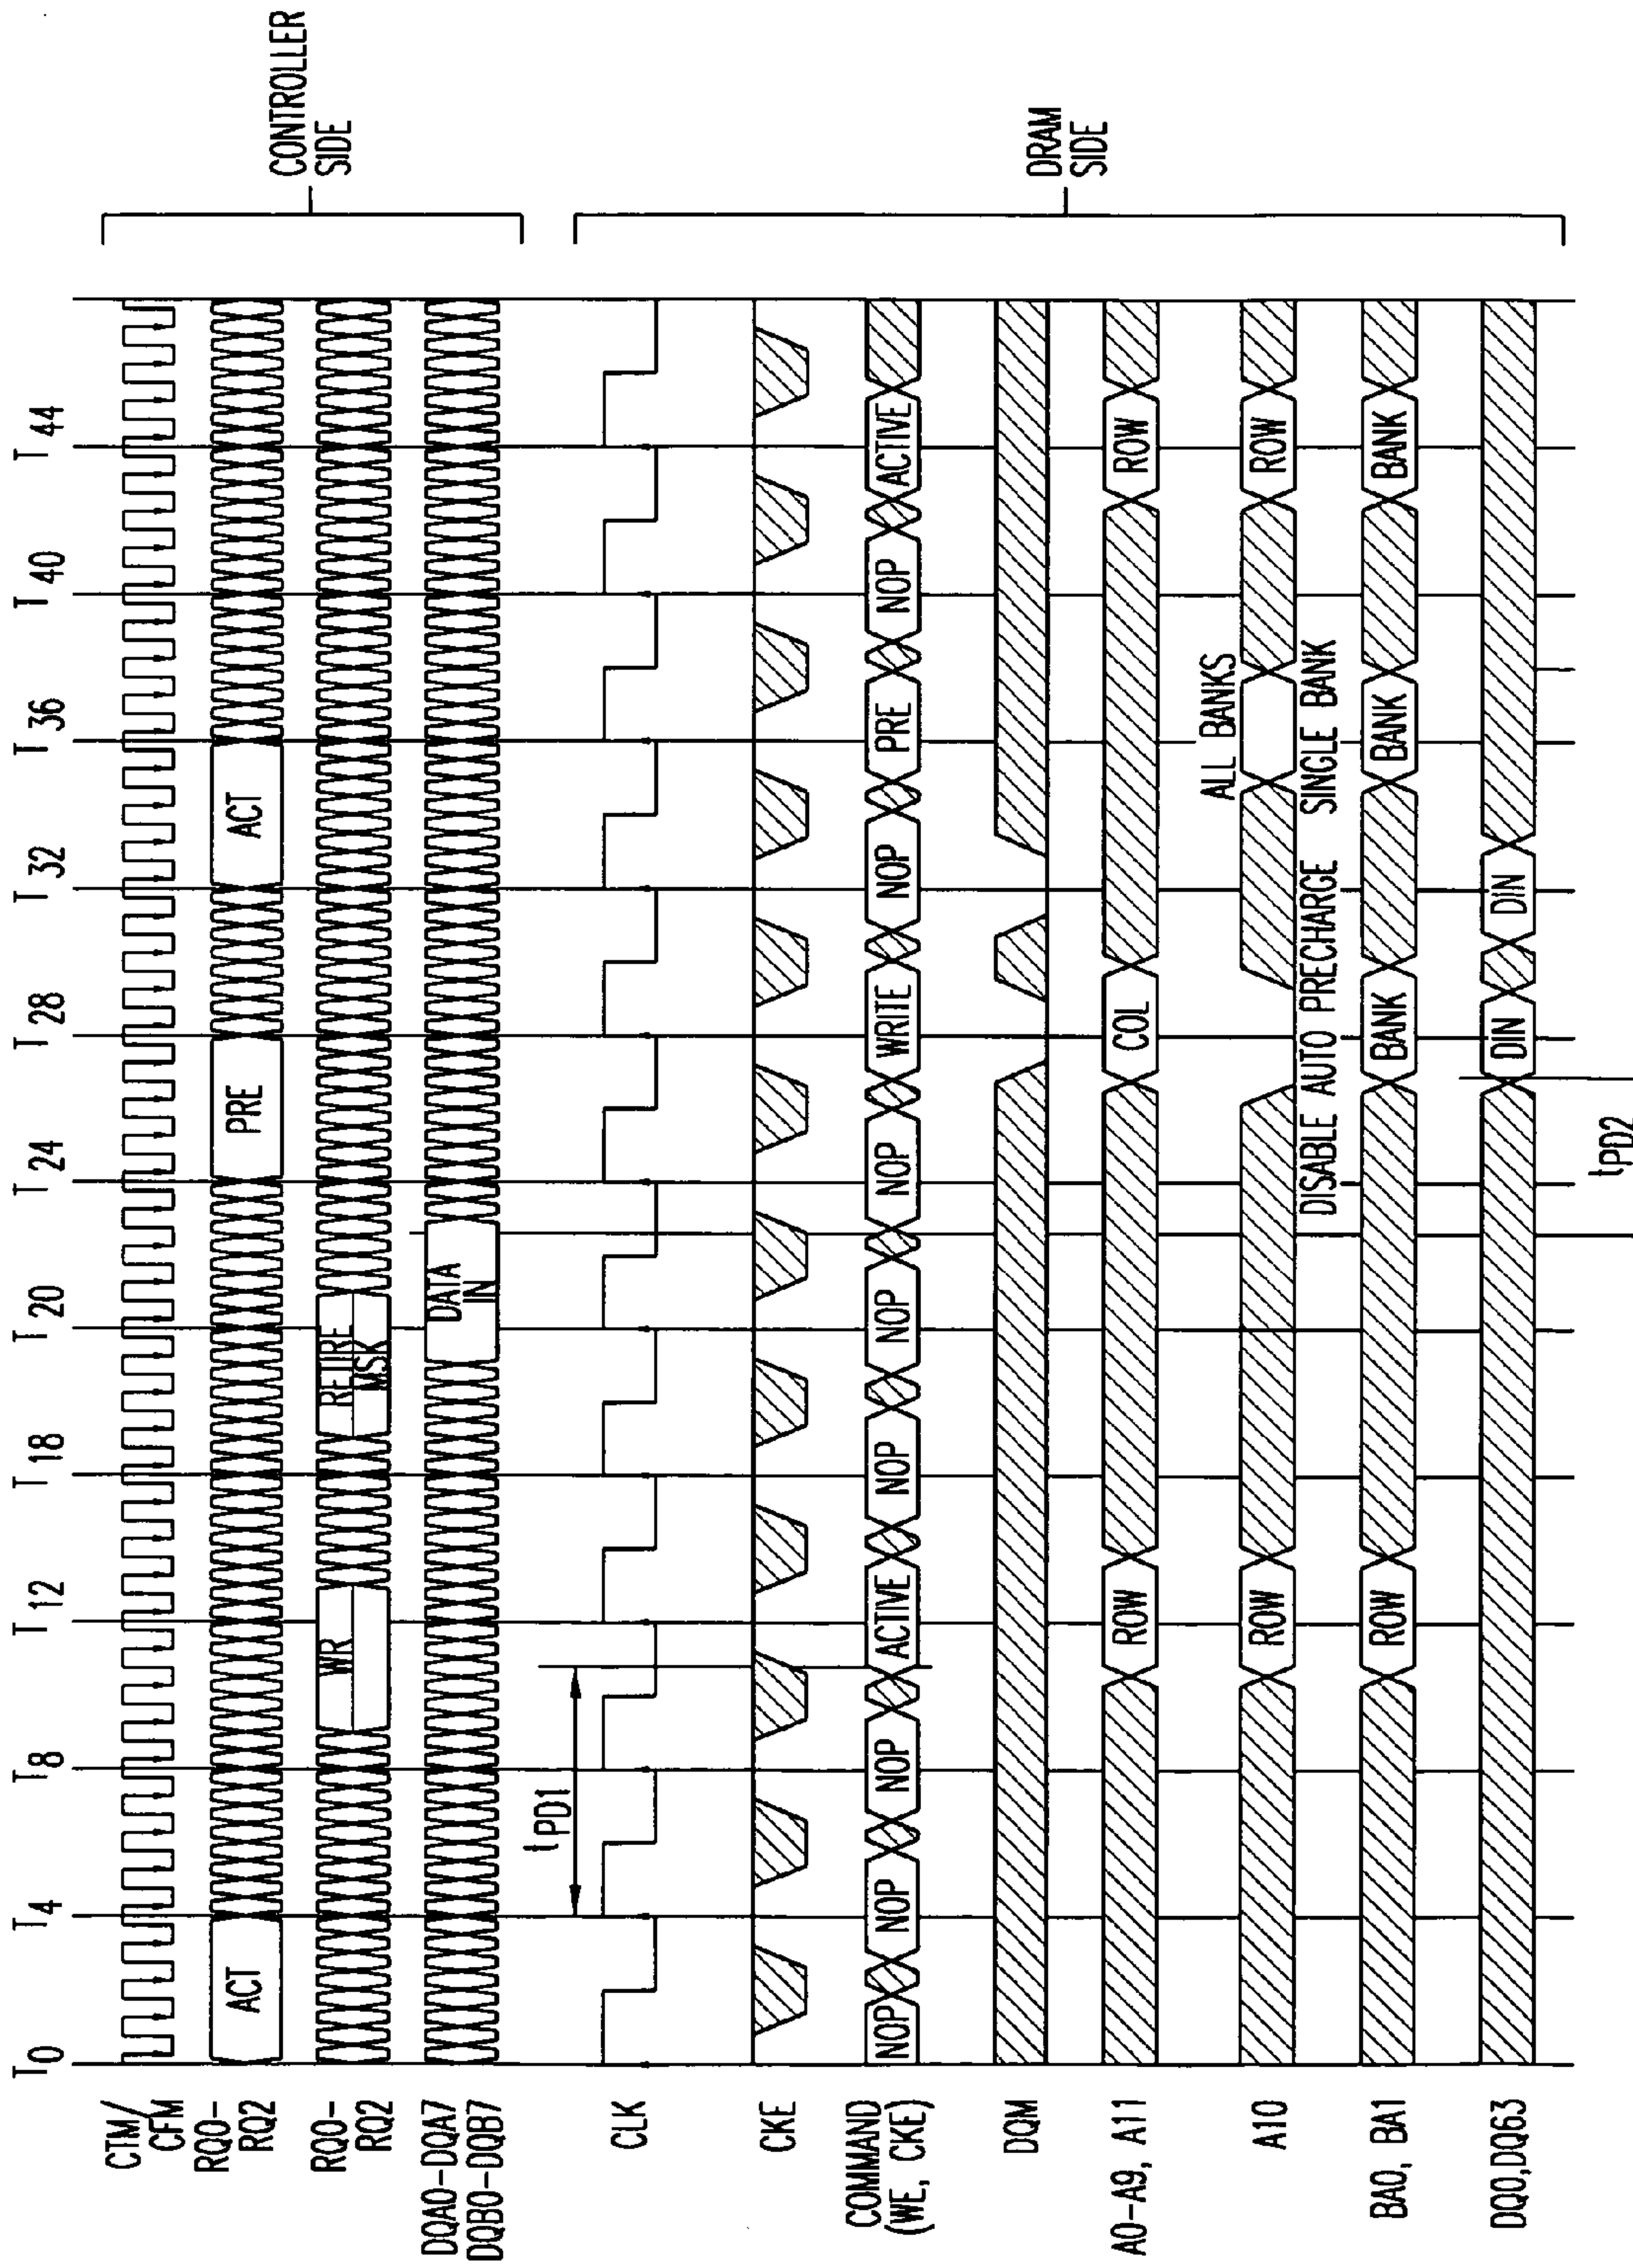 T0 T4 T8 T12 T18 T20 T24 T28 T32 T36 T40 T44
CTM/
CFM
RQ0-
RQ2
ACT PRE ACT
RQ0-
RQ2
WR
RETIRE
MSK
DQA0-DQA7
DQB0-DQB7
DATA
IN
CONTROLLER
SIDE
tPD1
CLK
CKE
COMMAND
(WE, CKE)
NOP NOP NOP ACTIVE NOP NOP NOP WRITE NOP PRE NOP ACTIVE
DQM
DRAM
SIDE
A0-A9, A11
ROW COL ROW
ALL BANKS
A10
ROW ROW
DISABLE AUTO PRECHARGE SINGLE BANK
BA0, BA1
ROW BANK BANK BANK
DQ0,DQ63
DIN DIN
tPD2